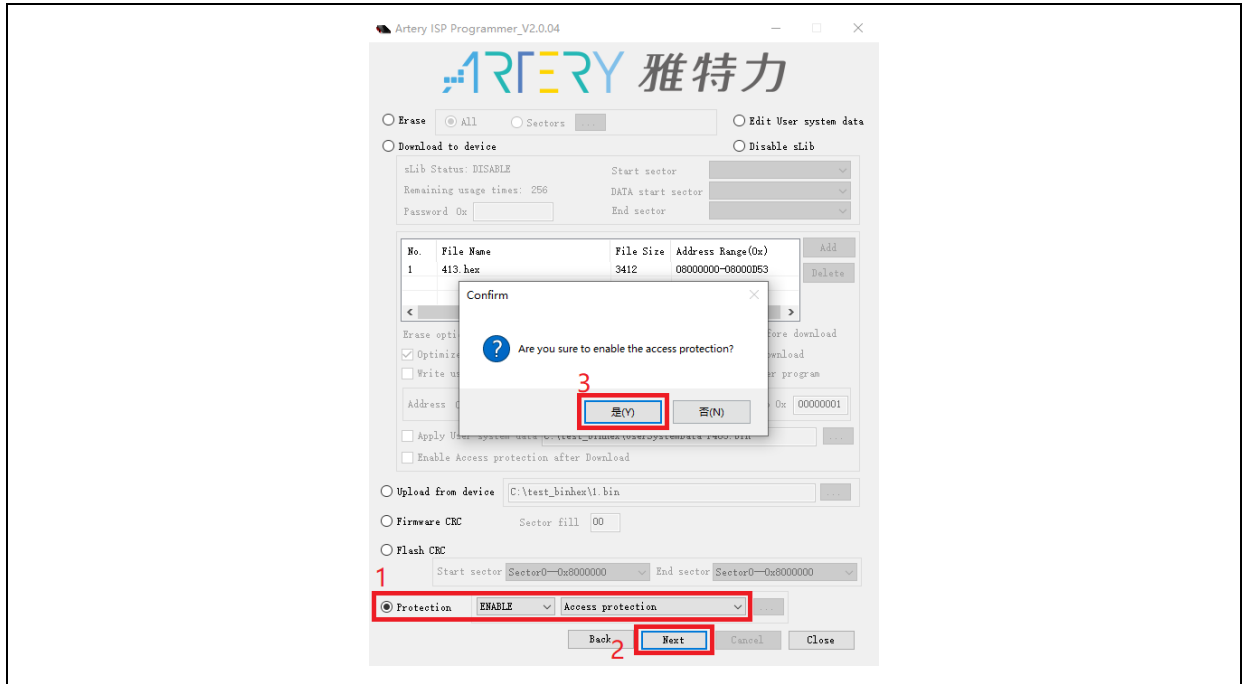 Artery ISP Programmer_V2.0.04
ARTERY 雅特力
Erase All Sectors ... Edit User system data
Download to device Disable sLib
sLib Status: DISABLE Start sector
Remaining usage times: 256 DATA start sector
Password 0x End sector
No. File Name File Size Address Range(0x) Add
1 413.hex 3412 08000000-08000D53 Delete
Confirm
Erase opti fore download
? Are you sure to enable the access protection?
Optimize wnload
Write us er program
3
Address 是(Y) 否(N) 0x 00000001
Apply User system data C:\test_binhex\UserSystemData-F403.bin ...
Enable Access protection after Download
Upload from device C:\test_binhex\1.bin ...
Firmware CRC Sector fill 00
Flash CRC
Start sector Sector0—0x8000000 End sector Sector0—0x8000000
1
Protection ENABLE Access protection ...
Back Next Cancel Close
2